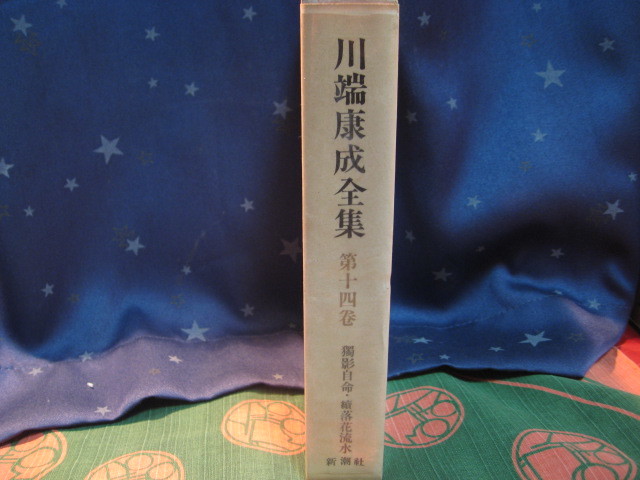 川端康成全集
第十四卷
獨影自命・續落花流水
新潮社